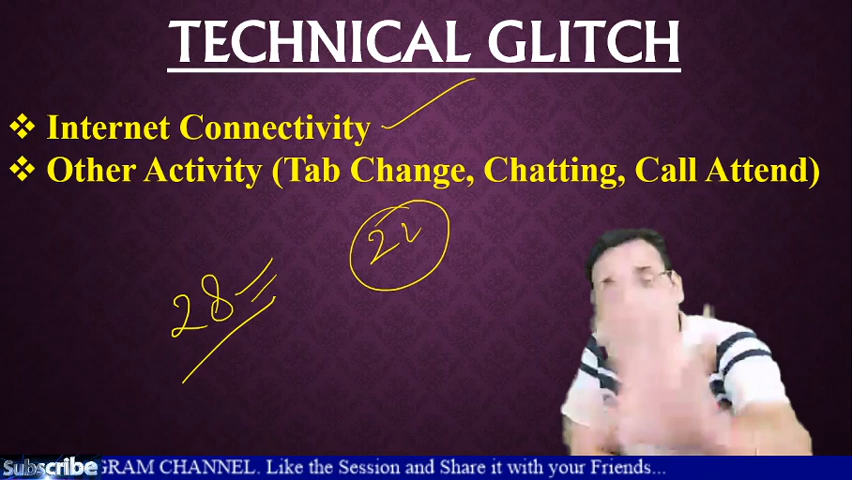 TECHNICAL GLITCH
❖ Internet Connectivity
❖ Other Activity (Tab Change, Chatting, Call Attend)
28
Subscribe GRAM CHANNEL. Like the Session and Share it with your Friends...